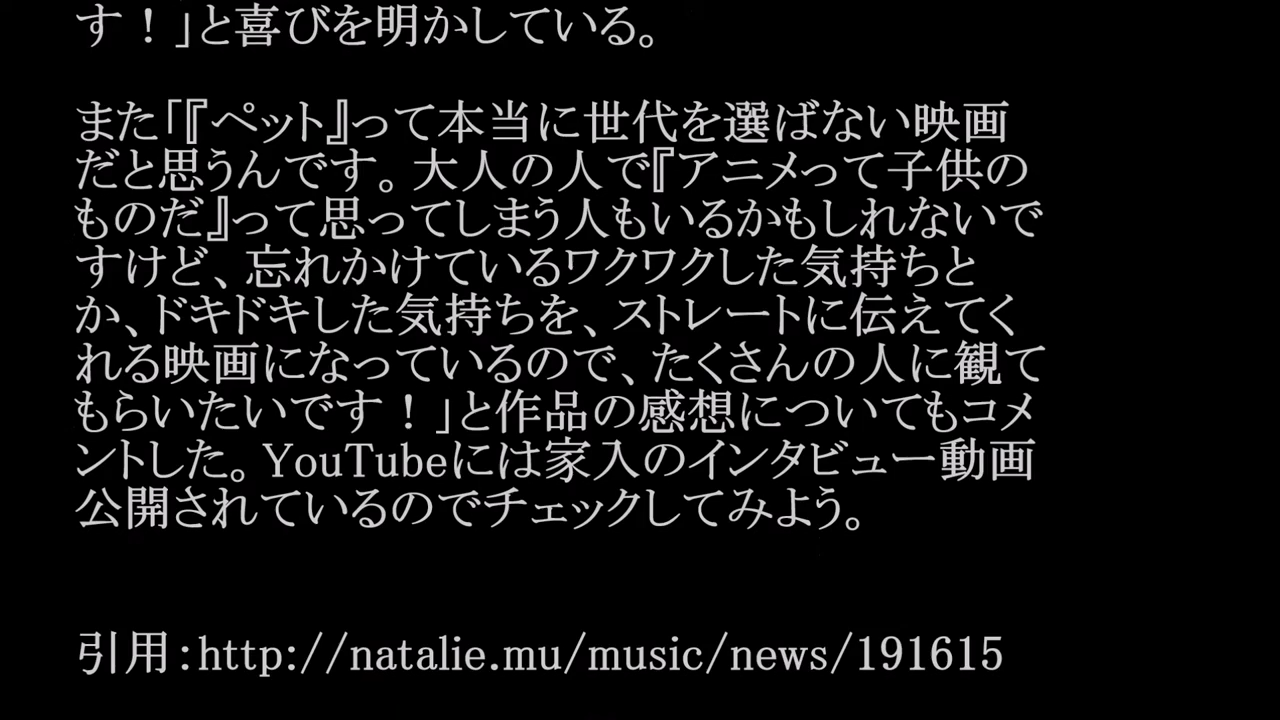 す！」と喜びを明かしている。
また「『ペット』って本当に世代を選ばない映画
だと思うんです。大人の人で『アニメって子供の
ものだ』って思ってしまう人もいるかもしれないで
すけど、忘れかけているワクワクした気持ちと
か、ドキドキした気持ちを、ストレートに伝えてく
れる映画になっているので、たくさんの人に観て
もらいたいです！」と作品の感想についてもコメ
ントした。YouTubeには家入のインタビュー動画
公開されているのでチェックしてみよう。
引用：http://natalie.mu/music/news/191615